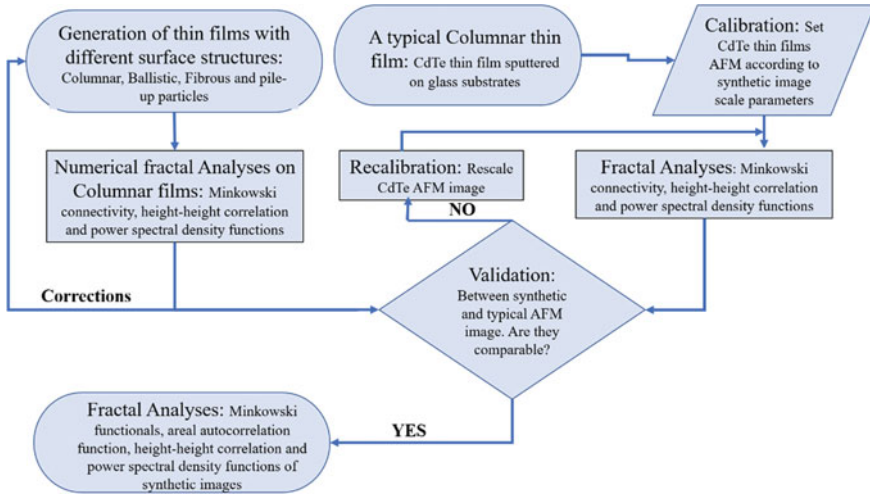 Generation of thin films with
different surface structures:
Columnar, Ballistic, Fibrous and pile-
up particles
A typical Columnar thin
film: CdTe thin film sputtered
on glass substrates
Calibration: Set
CdTe thin films
AFM according to
synthetic image
scale parameters
Numerical fractal Analyses on
Columnar films: Minkowski
connectivity, height-height correlation
and power spectral density functions
Recalibration: Rescale
CdTe AFM image
Fractal Analyses: Minkowski
connectivity, height-height correlation
and power spectral density functions
NO
Validation:
Between synthetic
and typical AFM
image. Are they
comparable?
Corrections
YES
Fractal Analyses: Minkowski
functionals, areal autocorrelation
function, height-height correlation and
power spectral density functions of
synthetic images